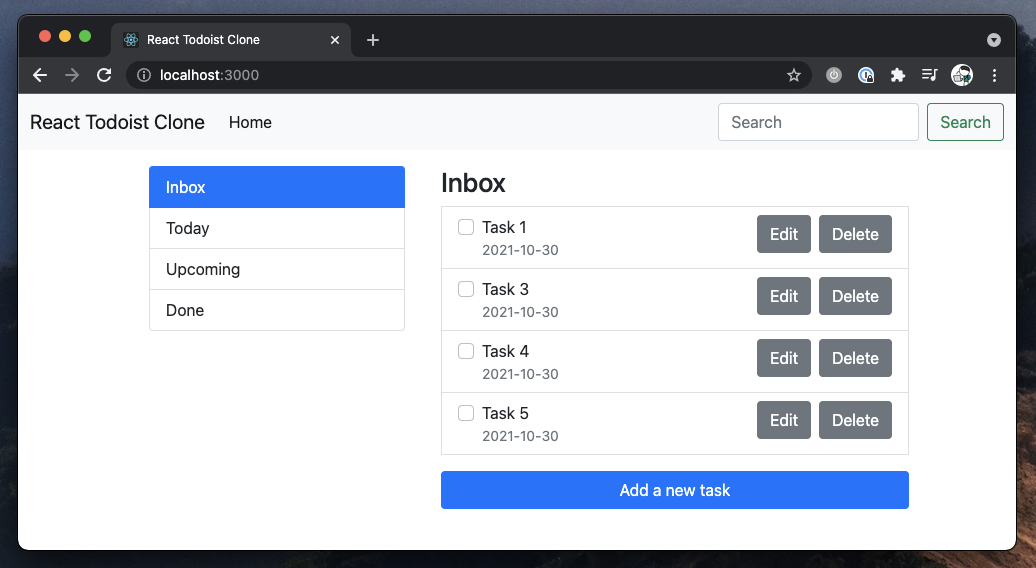 React Todoist Clone
localhost:3000
React Todoist Clone Home Search Search
Inbox
Today
Upcoming
Done
Inbox
Task 1 Edit Delete
2021-10-30
Task 3 Edit Delete
2021-10-30
Task 4 Edit Delete
2021-10-30
Task 5 Edit Delete
2021-10-30
Add a new task